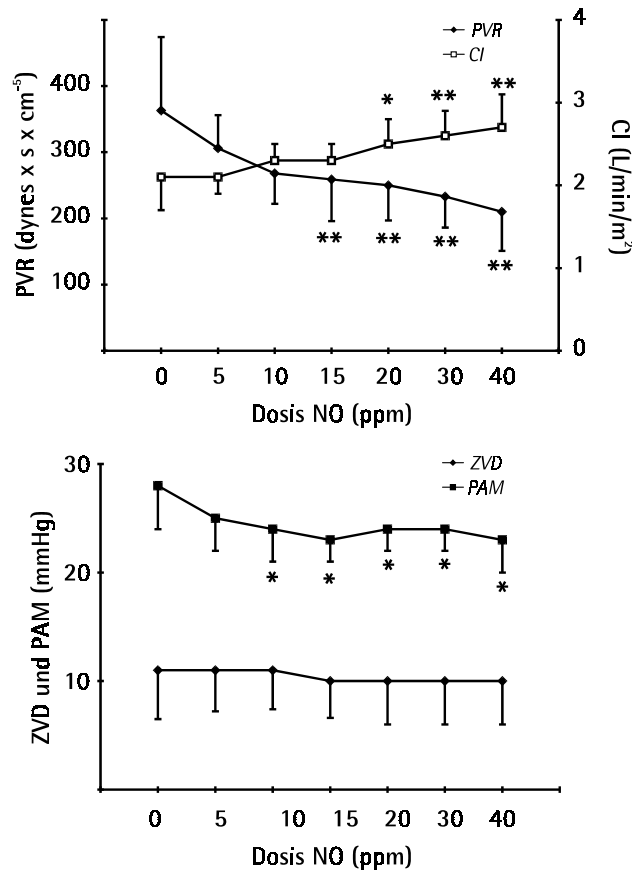 PVR
CI
PVR (dynes x s x cm⁻⁵)
400
300
200
100
4
3
2
1
0
CI (L/min/m²)
* ** **
** ** ** **
0 5 10 15 20 30 40
Dosis NO (ppm)
ZVD
PAM
ZVD und PAM (mmHg)
30
20
10
* * * * *
0 5 10 15 20 30 40
Dosis NO (ppm)